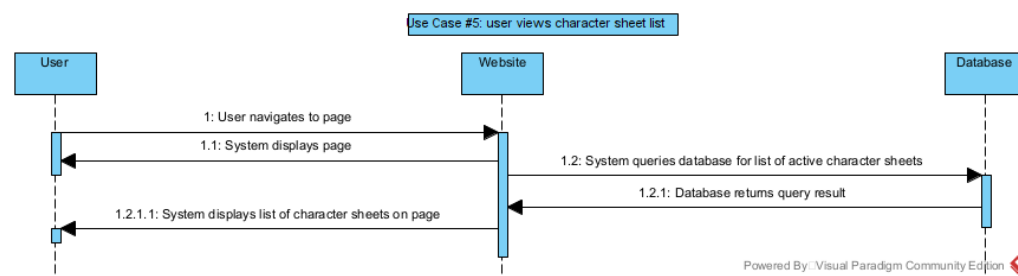 Use Case #5: user views character sheet list
User
Website
Database
1: User navigates to page
1.1: System displays page
1.2: System queries database for list of active character sheets
1.2.1: Database returns query result
1.2.1.1: System displays list of character sheets on page
Powered By Visual Paradigm Community Edition